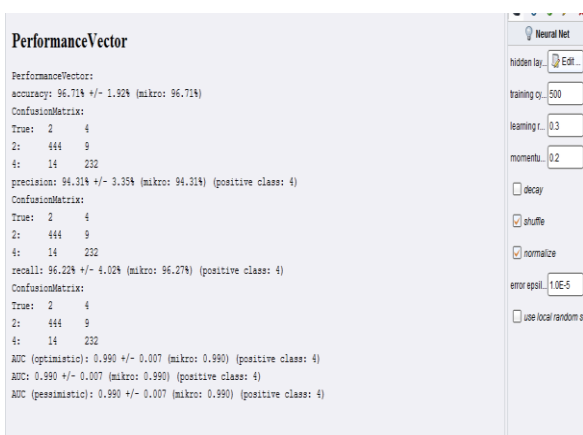 PerformanceVector
PerformanceVector:
accuracy: 96.71% +/- 1.92% (mikro: 96.71%)
ConfusionMatrix:
True: 2 4
2: 444 9
4: 14 232
precision: 94.31% +/- 3.35% (mikro: 94.31%) (positive class: 4)
ConfusionMatrix:
True: 2 4
2: 444 9
4: 14 232
recall: 96.22% +/- 4.02% (mikro: 96.27%) (positive class: 4)
ConfusionMatrix:
True: 2 4
2: 444 9
4: 14 232
AUC (optimistic): 0.990 +/- 0.007 (mikro: 0.990) (positive class: 4)
AUC: 0.990 +/- 0.007 (mikro: 0.990) (positive class: 4)
AUC (pessimistic): 0.990 +/- 0.007 (mikro: 0.990) (positive class: 4)
Neural Net
hidden lay... Edit...
training cy... 500
learning r... 0.3
momentu... 0.2
decay
shuffle
normalize
error epsil... 1.0E-5
use local random s